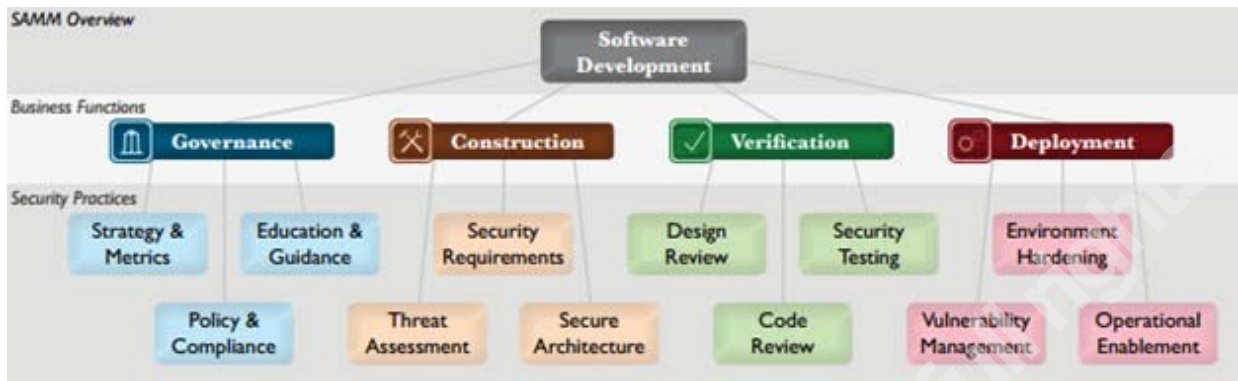 SAMM Overview
Software
Development
Business Functions
Governance
Construction
Verification
Deployment
Security Practices
Strategy &
Metrics
Education &
Guidance
Security
Requirements
Design
Review
Security
Testing
Environment
Hardening
Policy &
Compliance
Threat
Assessment
Secure
Architecture
Code
Review
Vulnerability
Management
Operational
Enablement